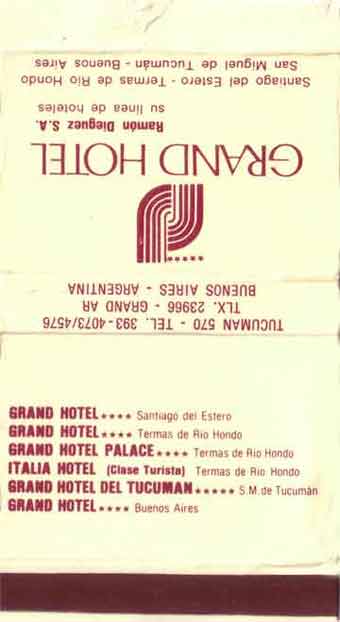 GRAND HOTEL
Ramón Dieguez S.A.
su linea de hoteles
Santiago del Estero - Termas de Rio Hondo
San Miguel de Tucumán - Buenos Aires
TUCUMAN 570 - TEL. 393-4073/4576
TLX. 23966 - GRAND AR
BUENOS AIRES - ARGENTINA
GRAND HOTEL★★★★ Santiago del Estero
GRAND HOTEL★★★★ Termas de Rio Hondo
GRAND HOTEL PALACE★★★★ Termas de Rio Hondo
ITALIA HOTEL (Clase Turista) Termas de Rio Hondo
GRAND HOTEL DEL TUCUMAN★★★★★ S.M. de Tucumán
GRAND HOTEL★★★★ Buenos Aires